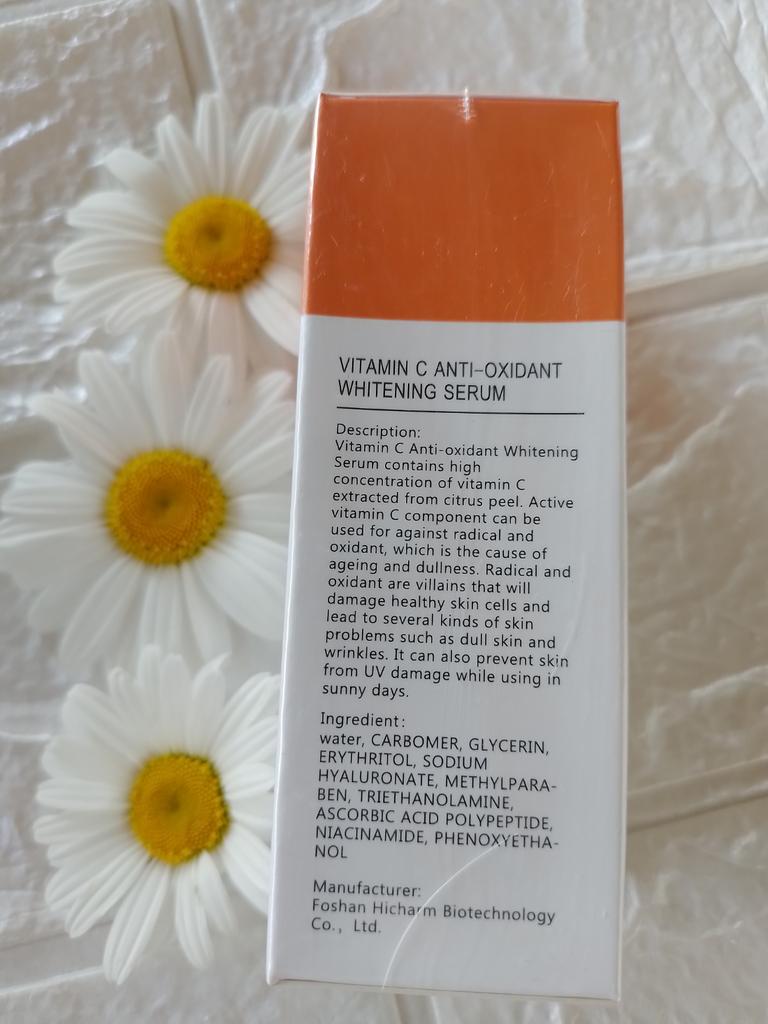 VITAMIN C ANTI-OXIDANT
WHITENING SERUM
Description:
Vitamin C Anti-oxidant Whitening
Serum contains high
concentration of vitamin C
extracted from citrus peel. Active
vitamin C component can be
used for against radical and
oxidant, which is the cause of
ageing and dullness. Radical and
oxidant are villains that will
damage healthy skin cells and
lead to several kinds of skin
problems such as dull skin and
wrinkles. It can also prevent skin
from UV damage while using in
sunny days.
Ingredient:
water, CARBOMER, GLYCERIN,
ERYTHRITOL, SODIUM
HYALURONATE, METHYLPARA-
BEN, TRIETHANOLAMINE,
ASCORBIC ACID POLYPEPTIDE,
NIACINAMIDE, PHENOXYETHA-
NOL
Manufacturer:
Foshan Hicharm Biotechnology
Co., Ltd.